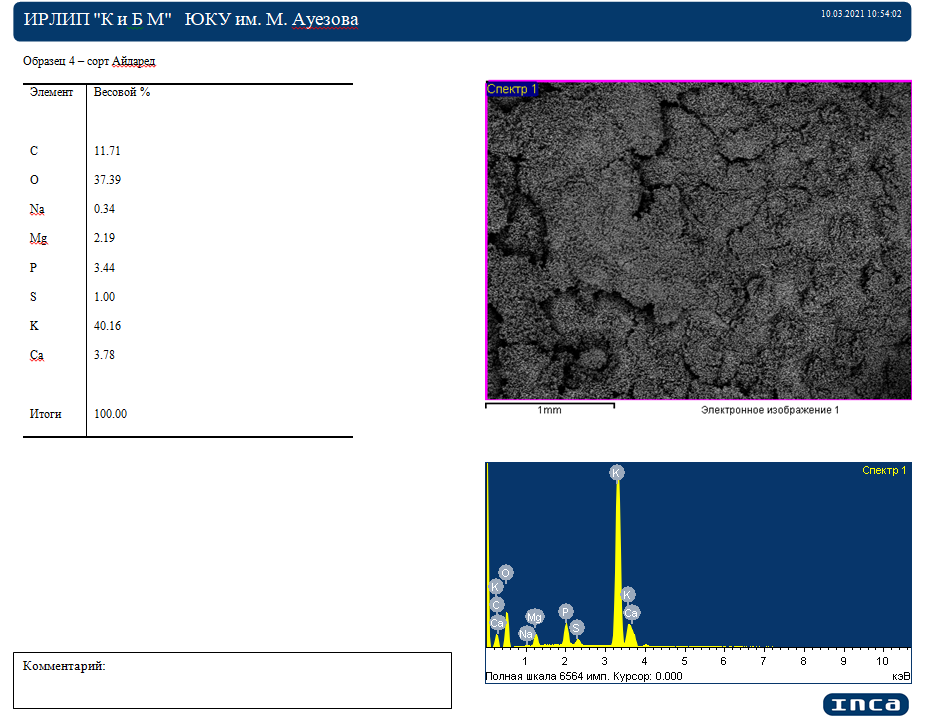 ИРЛИП "К и Б М" ЮКУ им. М. Ауезова
10.03.2021 10:54:02
Образец 4 – сорт Айдаред
Элемент Весовой %
C 11.71
O 37.39
Na 0.34
Mg 2.19
P 3.44
S 1.00
K 40.16
Ca 3.78
Итоги 100.00
Спектр 1
1mm
Электронное изображение 1
Спектр 1
K
O
K
C
Ca
Na
Mg
P
S
K
Ca
1 2 3 4 5 6 7 8 9 10
Полная шкала 6564 имп. Курсор: 0.000 кэВ
Комментарий:
INCA